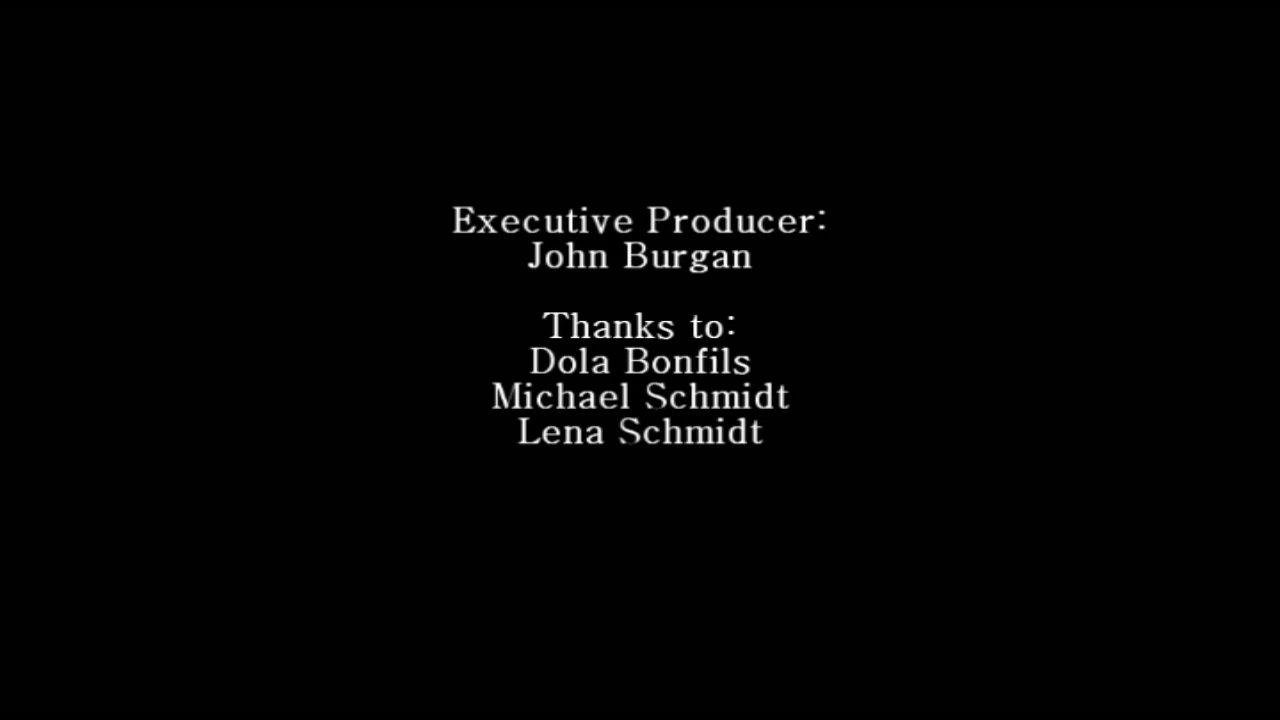 Executive Producer:
John Burgan
Thanks to:
Dola Bonfils
Michael Schmidt
Lena Schmidt